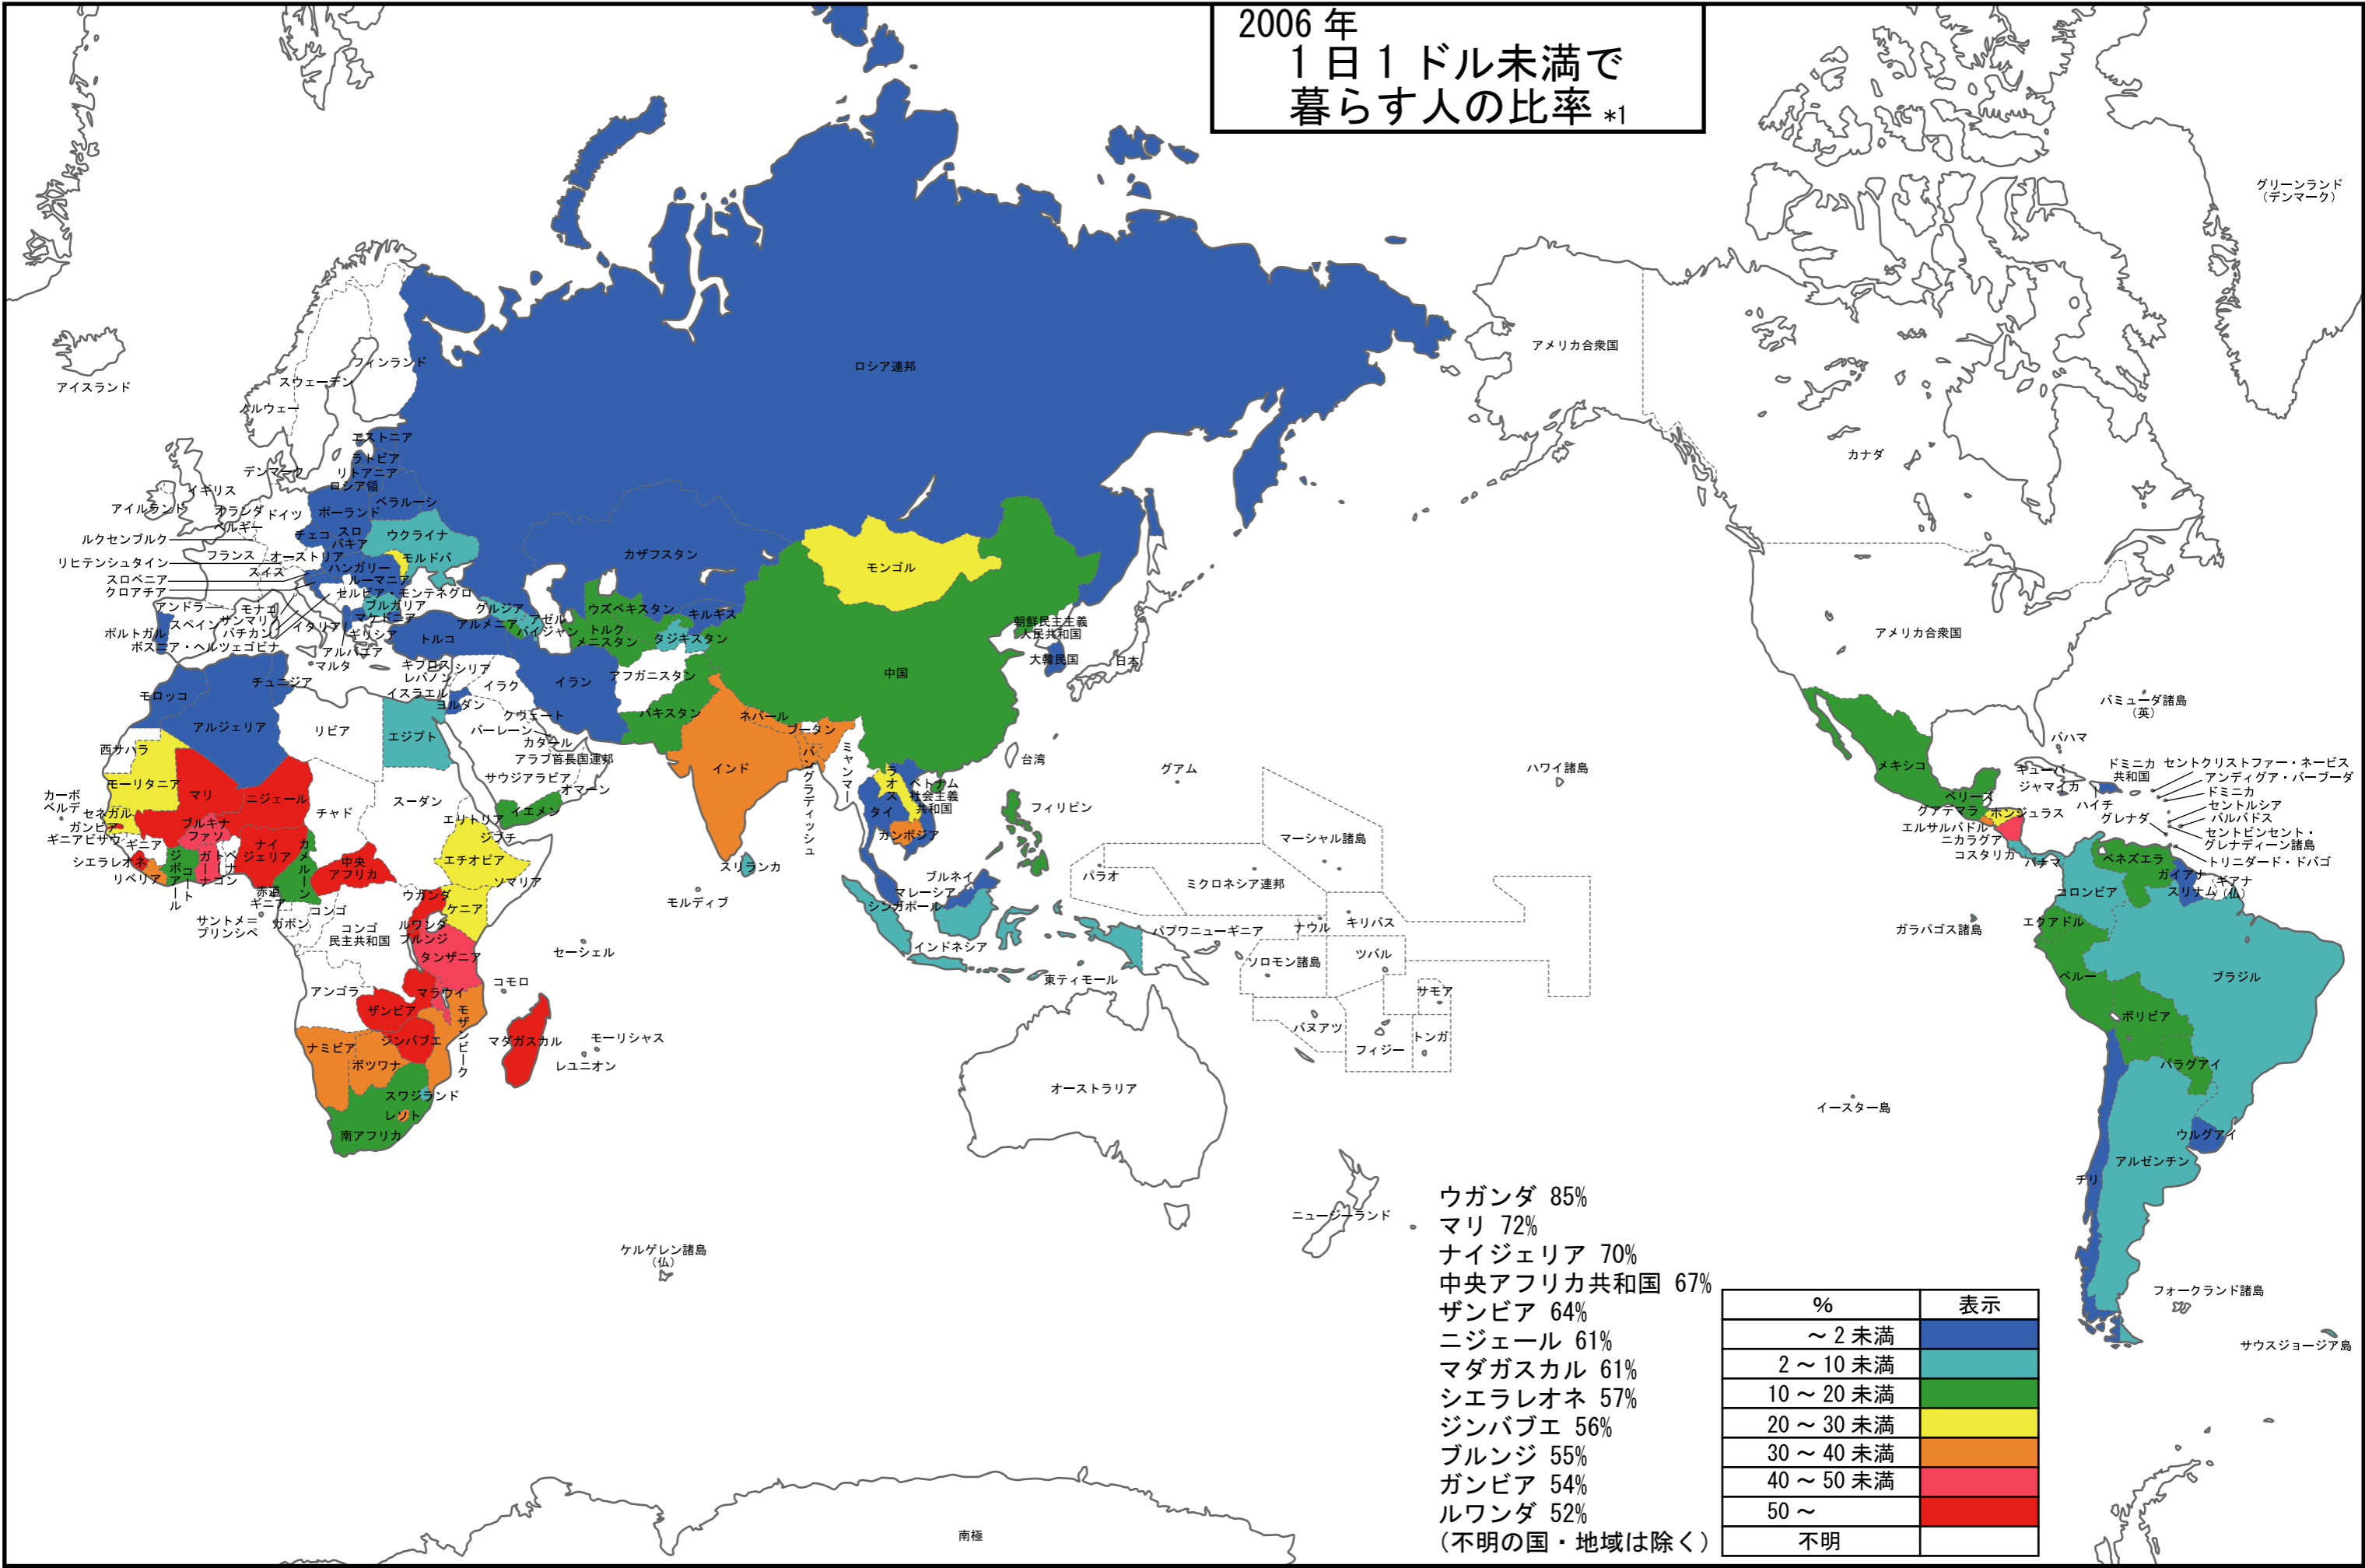 2006 年
1日1ドル未満で
暮らす人の比率 *1
グリーンランド
(デンマーク)
アイスランド
フィンランド
スウェーデン
ノルウェー
ロシア連邦
アメリカ合衆国
カナダ
エストニア
ラトビア
リトアニア
ロシア領
デンマーク
イギリス
アイルランド
オランダ
ドイツ
ポーランド
ベラルーシ
ベルギー
ルクセンブルク
チェコ
スロ
バキア
ウクライナ
フランス
オーストリア
モルドバ
リヒテンシュタイン
スイス
ハンガリー
ルーマニア
スロベニア
クロアチア
セルビア・モンテネグロ
アンドラ
モナコ
サンマリノ
ブルガリア
マケドニア
スペイン
バチカン
イタリア
ギリシア
ポルトガル
ボスニア・ヘルツェゴビナ
アルバニア
マルタ
トルコ
グルジア
アルメニア
アゼル
バイジャン
カザフスタン
モンゴル
ウズベキスタン
キルギス
トルク
メニスタン
タジキスタン
朝鮮民主主義
人民共和国
大韓民国
日本
中国
アメリカ合衆国
キプロス
シリア
レバノン
イスラエル
イラク
イラン
アフガニスタン
ヨルダン
モロッコ
チュニジア
アルジェリア
リビア
エジプト
クウェート
バーレーン
カタール
アラブ首長国連邦
サウジアラビア
オマーン
イエメン
パキスタン
ネパール
ブータン
インド
バングラディッシュ
ミャンマー
ラオス
ベトナム
社会主義
共和国
タイ
カンボジア
台湾
グアム
ハワイ諸島
フィリピン
バミューダ諸島
(英)
バハマ
メキシコ
キューバ
ジャマイカ
ドミニカ
共和国
ハイチ
セントクリストファー・ネービス
アンティグア・バーブーダ
ドミニカ
セントルシア
バルバドス
セントビンセント・
グレナディーン諸島
トリニダード・ドバゴ
グレナダ
ベリーズ
グアテマラ
ホンジュラス
エルサルバドル
ニカラグア
コスタリカ
パナマ
西サハラ
モーリタニア
マリ
ニジェール
チャド
スーダン
カーボ
ベルデ
セネガル
ガンビア
ギニアビサウ
ギニア
シエラレオネ
リベリア
ブルキナ
ファソ
コートジボアール
ガーナ
トーゴ
ベナン
ナイ
ジェリア
カメルーン
中央
アフリカ
エリトリア
ジブチ
エチオピア
ソマリア
赤道
ギニア
サントメニ
プリンシペ
ガボン
コンゴ
コンゴ
民主共和国
ウガンダ
ケニア
ルワンダ
ブルンジ
タンザニア
セーシェル
コモロ
アンゴラ
ザンビア
マラウイ
モザンビーク
ジンバブエ
マダガスカル
モーリシャス
レユニオン
ナミビア
ボツワナ
スワジランド
レソト
南アフリカ
モルディブ
スリランカ
ブルネイ
マレーシア
シンガポール
インドネシア
東ティモール
パラオ
ミクロネシア連邦
マーシャル諸島
パプワニューギニア
ナウル
キリバス
ソロモン諸島
ツバル
サモア
バヌアツ
フィジー
トンガ
オーストラリア
ニュージーランド
ガラパゴス諸島
イースター島
ベネズエラ
コロンビア
ガイアナ
スリナム
ギアナ
(仏)
エクアドル
ペルー
ブラジル
ボリビア
パラグアイ
ウルグアイ
アルゼンチン
チリ
フォークランド諸島
サウスジョージア島
ケルゲレン諸島
(仏)
南極
ウガンダ 85%
マリ 72%
ナイジェリア 70%
中央アフリカ共和国 67%
ザンビア 64%
ニジェール 61%
マダガスカル 61%
シエラレオネ 57%
ジンバブエ 56%
ブルンジ 55%
ガンビア 54%
ルワンダ 52%
(不明の国・地域は除く)
% 表示
～ 2 未満
2 ～ 10 未満
10 ～ 20 未満
20 ～ 30 未満
30 ～ 40 未満
40 ～ 50 未満
50 ～
不明